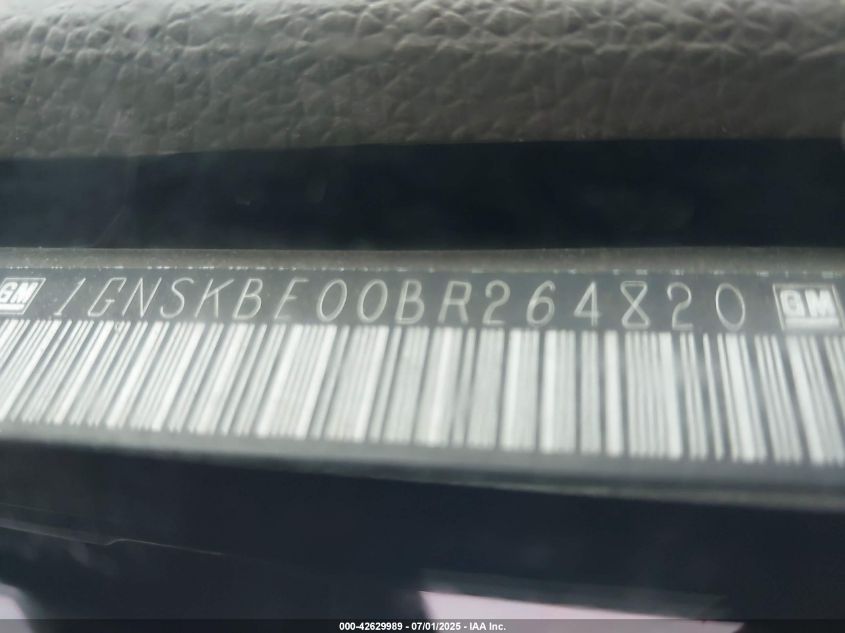 GM 1GNSKBE00BR264820 GM
000-42629989 - 07/01/2025 - IAA Inc.